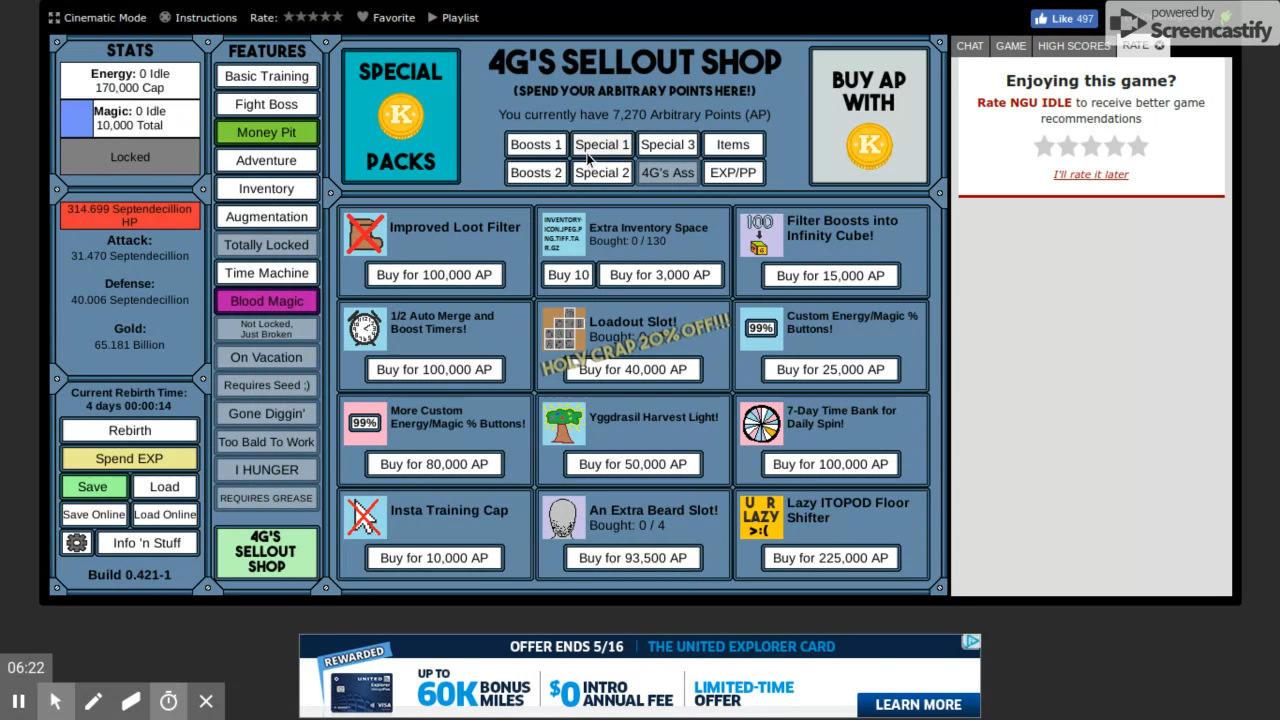 Cinematic Mode
Instructions
Rate:
Favorite
Playlist
Like 497
powered by
Screencastify
STATS
Energy: 0 Idle
170,000 Cap
Magic: 0 Idle
10,000 Total
Locked
314.699 Septendecillion
HP
Attack:
31.470 Septendecillion
Defense:
40.006 Septendecillion
Gold:
65.181 Billion
Current Rebirth Time:
4 days 00:00:14
Rebirth
Spend EXP
Save
Load
Save Online
Load Online
Info 'n Stuff
Build 0.421-1
FEATURES
Basic Training
Fight Boss
Money Pit
Adventure
Inventory
Augmentation
Totally Locked
Time Machine
Blood Magic
Not Locked,
Just Broken
On Vacation
Requires Seed ;)
Gone Diggin'
Too Bald To Work
I HUNGER
REQUIRES GREASE
4G'S
SELLOUT
SHOP
SPECIAL
K
PACKS
4G'S SELLOUT SHOP
(SPEND YOUR ARBITRARY POINTS HERE!)
You currently have 7,270 Arbitrary Points (AP)
Boosts 1
Special 1
Special 3
Items
Boosts 2
Special 2
4G's Ass
EXP/PP
BUY AP
WITH
K
Improved Loot Filter
Buy for 100,000 AP
INVENTORY-
ICON.JPEG.P
NG.TIFF.TA
R.GZ
Extra Inventory Space
Bought: 0 / 130
Buy 10
Buy for 3,000 AP
100
Filter Boosts into
Infinity Cube!
Buy for 15,000 AP
1/2 Auto Merge and
Boost Timers!
Buy for 100,000 AP
Loadout Slot!
Bought:
HOLY CRAP 20% OFF!!!
Buy for 40,000 AP
99%
Custom Energy/Magic %
Buttons!
Buy for 25,000 AP
99%
More Custom
Energy/Magic % Buttons!
Buy for 80,000 AP
Yggdrasil Harvest Light!
Buy for 50,000 AP
7-Day Time Bank for
Daily Spin!
Buy for 100,000 AP
Insta Training Cap
Buy for 10,000 AP
An Extra Beard Slot!
Bought: 0 / 4
Buy for 93,500 AP
U R
LAZY
>:(
Lazy ITOPOD Floor
Shifter
Buy for 225,000 AP
CHAT
GAME
HIGH SCORES
RATE
Enjoying this game?
Rate NGU IDLE to receive better game
recommendations
I'll rate it later
06:22
REWARDED
OFFER ENDS 5/16
THE UNITED EXPLORER CARD
UP TO
60K BONUS
MILES
$0 INTRO
ANNUAL FEE
LIMITED-TIME
OFFER
LEARN MORE